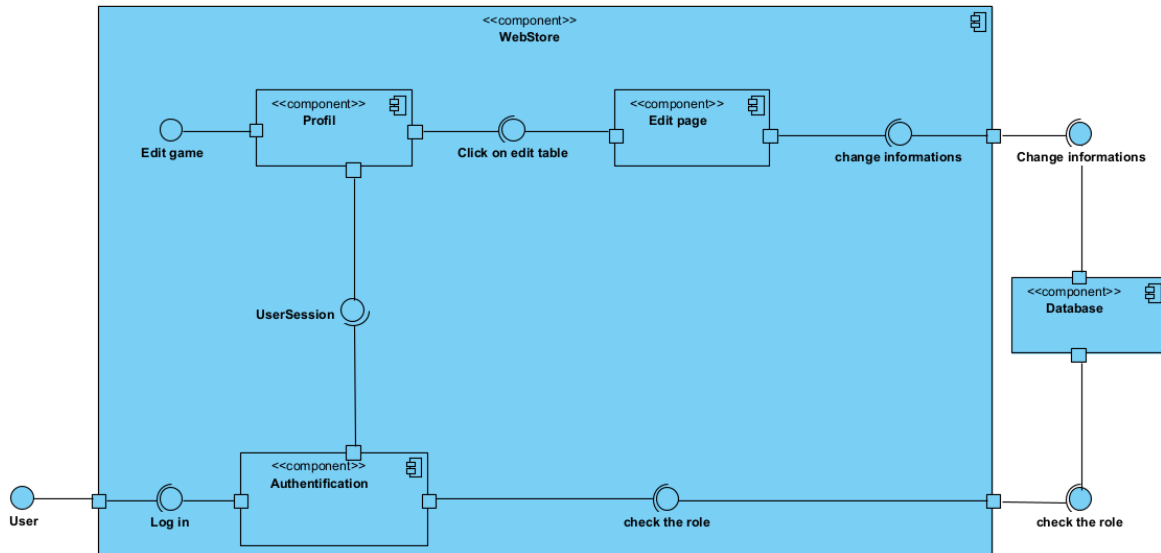 <<component>>
WebStore
<<component>>
Profil
<<component>>
Edit page
Edit game
Click on edit table
change informations
Change informations
<<component>>
Database
UserSession
<<component>>
Authentification
User
Log in
check the role
check the role